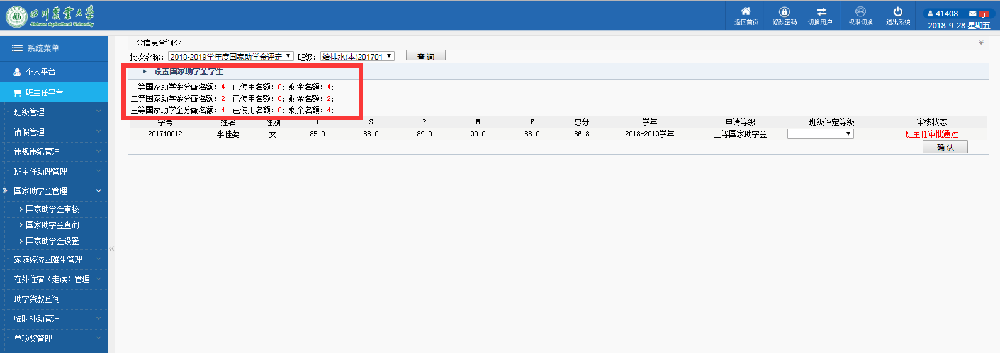 四川农业大学
Sichuan Agricultural University
返回首页 修改密码 切换用户 权限切换 退出系统
41408 0
2018-9-28 星期五
系统菜单
个人平台
班主任平台
班级管理
请假管理
违规违纪管理
班主任助理管理
国家助学金管理
国家助学金审核
国家助学金查询
国家助学金设置
家庭经济困难生管理
在外住宿（走读）管理
助学贷款查询
临时补助管理
单项奖管理
◇信息查询◇
批次名称： 2018-2019学年度国家助学金评定 班级： 给排水(本)201701 查 询
设置国家助学金学生
一等国家助学金分配名额：4；已使用名额：0；剩余名额：4；
二等国家助学金分配名额：2；已使用名额：0；剩余名额：2；
三等国家助学金分配名额：4；已使用名额：0；剩余名额：4；
学号 姓名 性别 I S P M F 总分 学年 申请等级 班级评定等级 审核状态
201710012 李佳 女 85.0 88.0 89.0 90.0 88.0 86.8 2018-2019学年 三等国家助学金 班主任审批通过
确 认